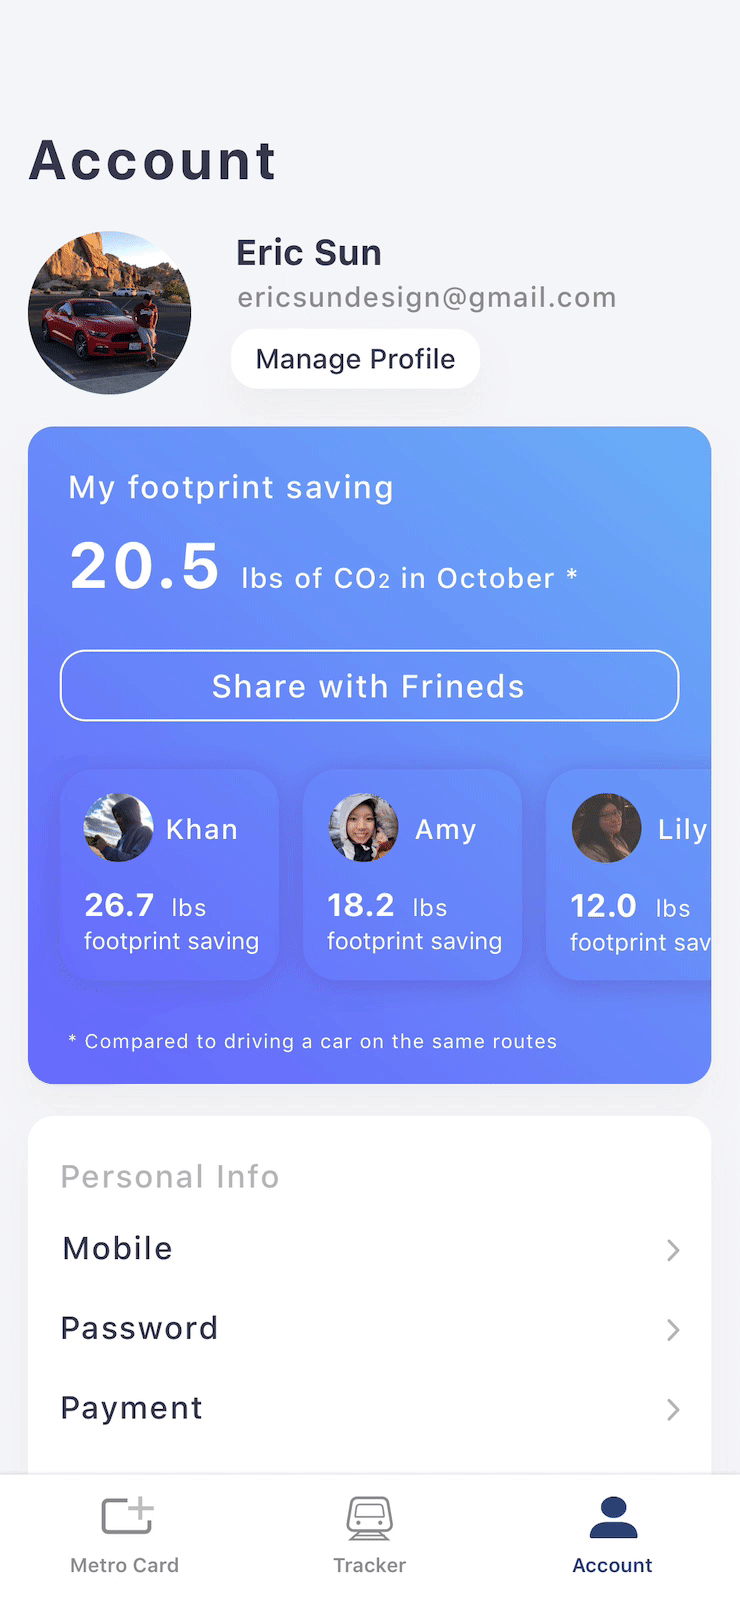 Account
Eric Sun
ericsundesign@gmail.com
Manage Profile
My footprint saving
20.5 lbs of CO2 in October *
Share with Frineds
Khan
26.7 lbs
footprint saving
Amy
18.2 lbs
footprint saving
Lily
12.0 lbs
footprint sav
* Compared to driving a car on the same routes
Personal Info
Mobile
Password
Payment
Metro Card
Tracker
Account